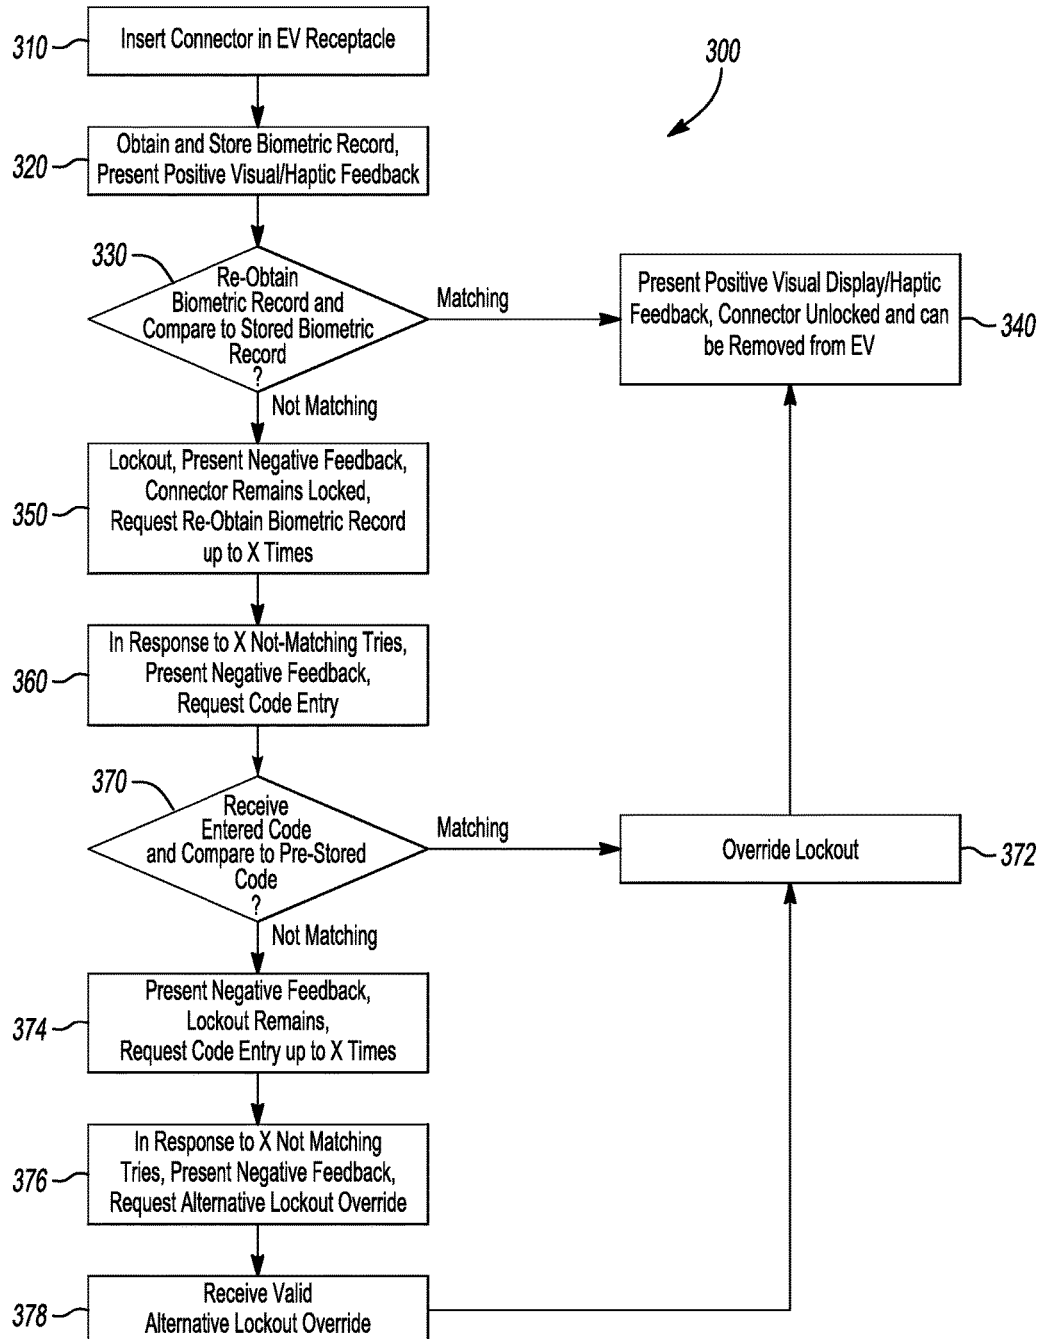 310
Insert Connector in EV Receptacle
300
320
Obtain and Store Biometric Record,
Present Positive Visual/Haptic Feedback
330
Re-Obtain
Biometric Record and
Compare to Stored Biometric
Record
?
Matching
Present Positive Visual Display/Haptic
Feedback, Connector Unlocked and can
be Removed from EV
340
Not Matching
350
Lockout, Present Negative Feedback,
Connector Remains Locked,
Request Re-Obtain Biometric Record
up to X Times
360
In Response to X Not-Matching Tries,
Present Negative Feedback,
Request Code Entry
370
Receive
Entered Code
and Compare to Pre-Stored
Code
?
Matching
Override Lockout
372
Not Matching
374
Present Negative Feedback,
Lockout Remains,
Request Code Entry up to X Times
376
In Response to X Not Matching
Tries, Present Negative Feedback,
Request Alternative Lockout Override
378
Receive Valid
Alternative Lockout Override